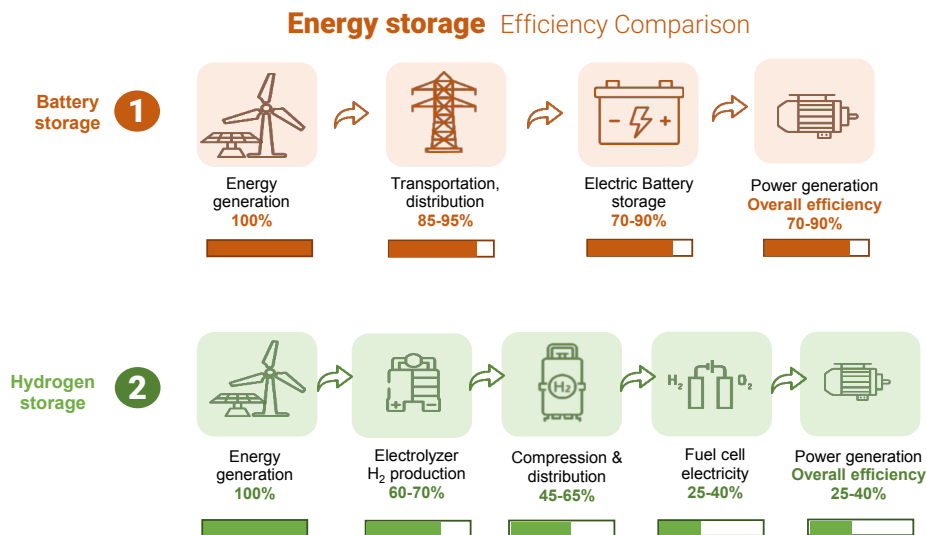 Energy storage Efficiency Comparison
Battery
storage
1
- +
Energy
generation
100%
Transportation,
distribution
85-95%
Electric Battery
storage
70-90%
Power generation
Overall efficiency
70-90%
Hydrogen
storage
2
+ -
H₂
H₂ O₂
Energy
generation
100%
Electrolyzer
H₂ production
60-70%
Compression &
distribution
45-65%
Fuel cell
electricity
25-40%
Power generation
Overall efficiency
25-40%